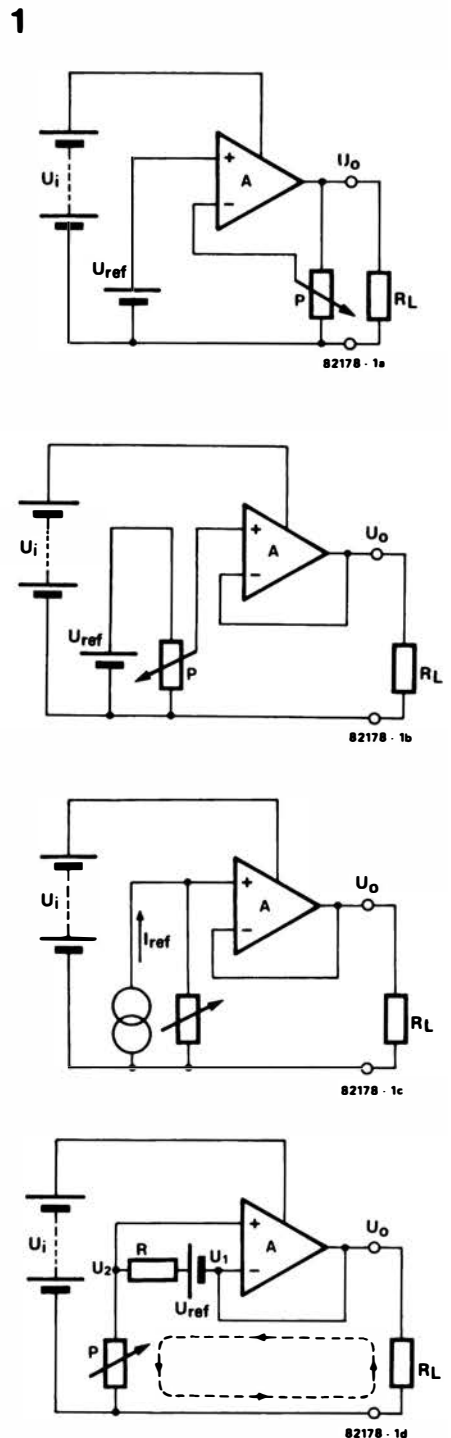 1
Uo
+
A
Ui
−
Uref
P
RL
82178 - 1a
Uo
+
A
Ui
−
Uref
P
RL
82178 - 1b
Uo
+
A
Ui
−
Iref
RL
82178 - 1c
Uo
+
A
Ui
R
U1
U2
−
Uref
P
RL
82178 - 1d